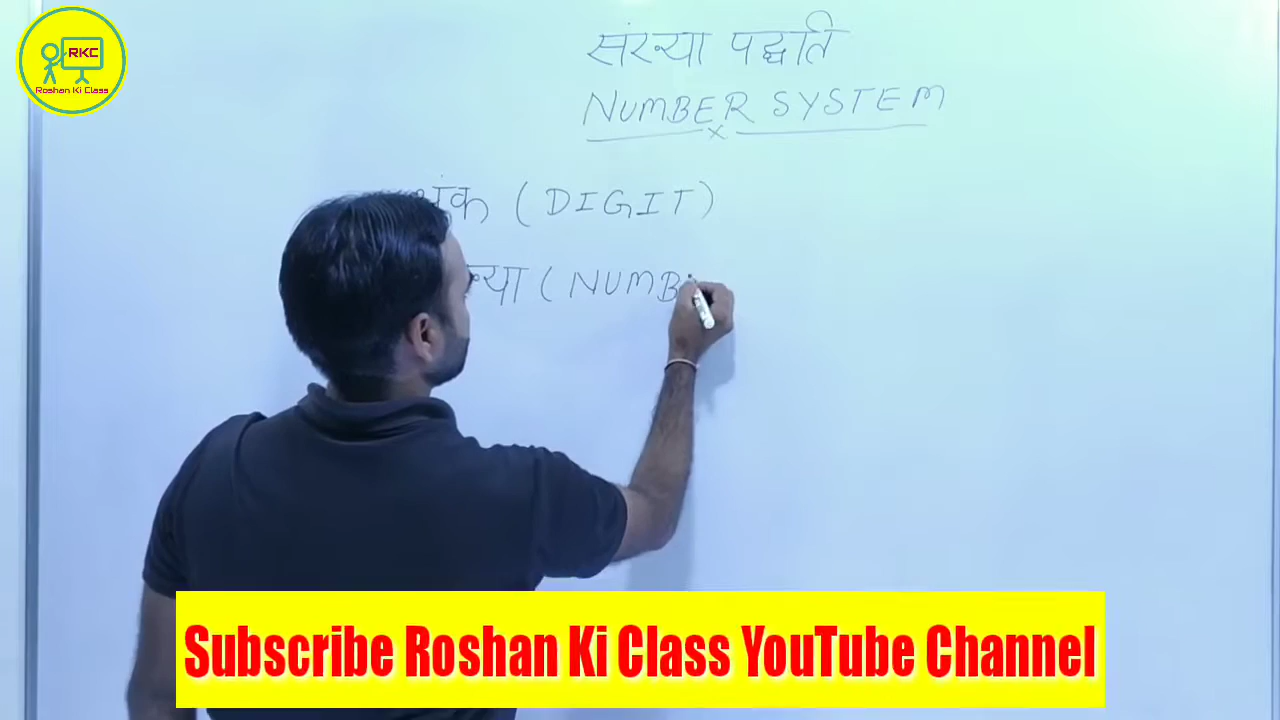 RKC
Roshan Ki Class
संख्या पद्धति
NUMBER SYSTEM
अंक (DIGIT)
(NUMB
Subscribe Roshan Ki Class YouTube Channel